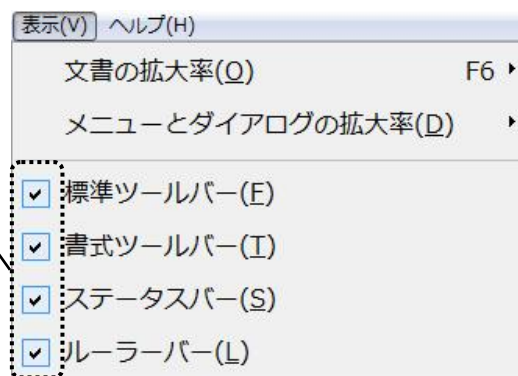 表示(V) ヘルプ(H)
文書の拡大率(O) F6
メニューとダイアログの拡大率(D)
標準ツールバー(F)
書式ツールバー(T)
ステータスバー(S)
ルーラーバー(L)